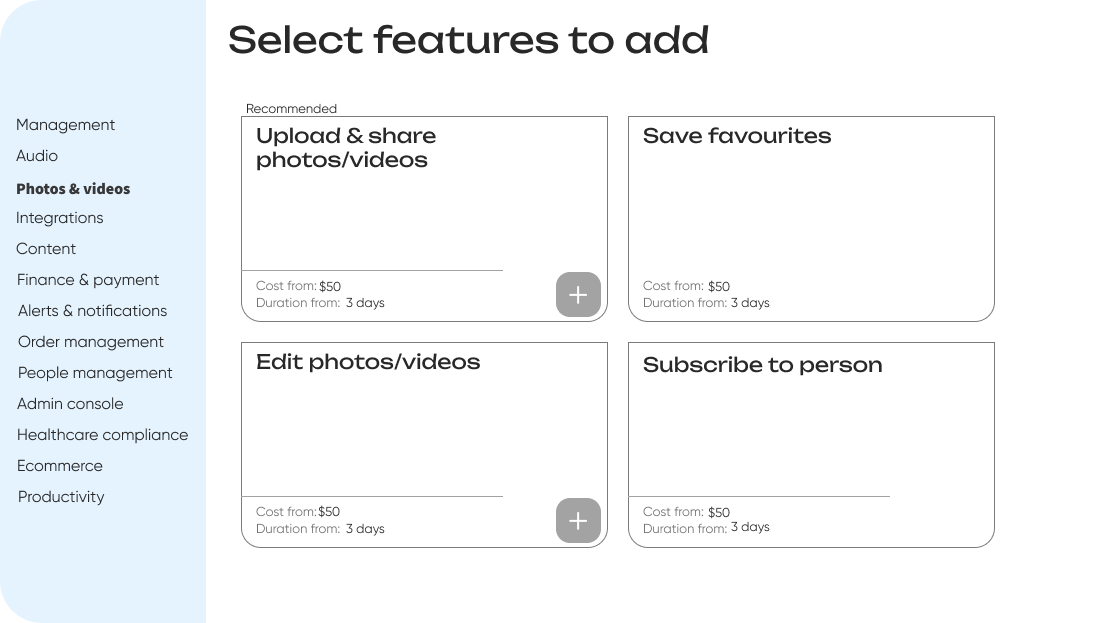 Select features to add
Management
Audio
Photos & videos
Integrations
Content
Finance & payment
Alerts & notifications
Order management
People management
Admin console
Healthcare compliance
Ecommerce
Productivity
Recommended
Upload & share
photos/videos
Cost from: $50
Duration from: 3 days
Save favourites
Cost from: $50
Duration from: 3 days
Edit photos/videos
Cost from: $50
Duration from: 3 days
Subscribe to person
Cost from: $50
Duration from: 3 days